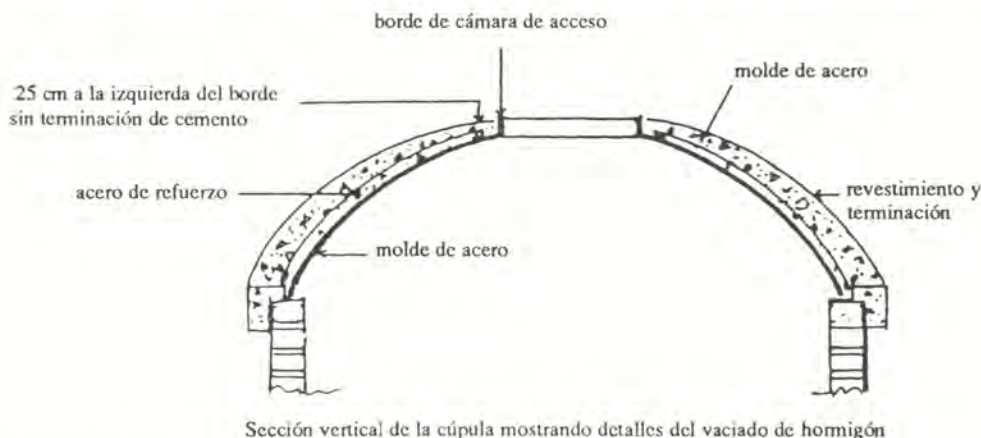 borde de cámara de acceso
molde de acero
25 cm a la izquierda del borde
sin terminación de cemento
acero de refuerzo
revestimiento y
terminación
molde de acero
Sección vertical de la cúpula mostrando detalles del vaciado de hormigón